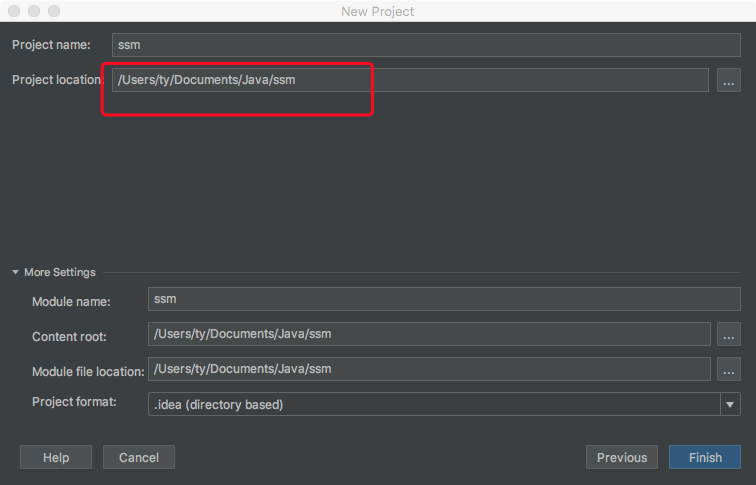 New Project
Project name: ssm
Project location: /Users/ty/Documents/Java/ssm ...
More Settings
Module name: ssm
Content root: /Users/ty/Documents/Java/ssm ...
Module file location: /Users/ty/Documents/Java/ssm ...
Project format: .idea (directory based)
Help Cancel Previous Finish